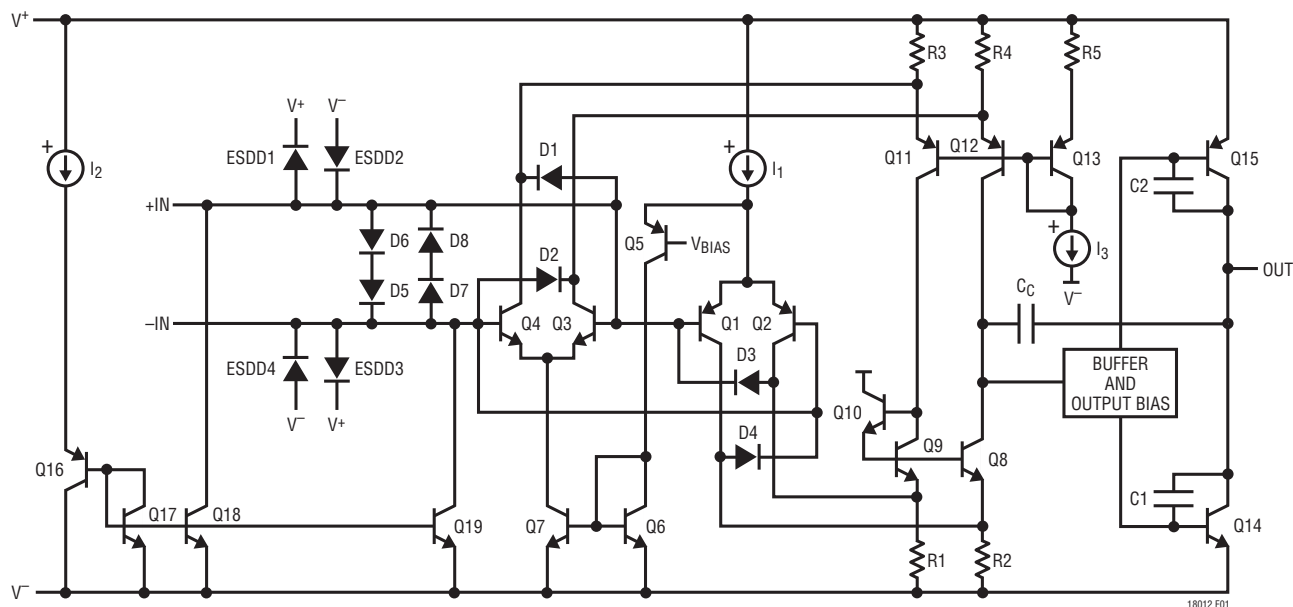 V+
R3
R4
R5
V+
V–
ESDD1
ESDD2
D1
+
I2
+
I1
Q11
Q12
Q13
Q15
C2
+IN
D6
D8
Q5
VBIAS
+
I3
D2
OUT
D5
D7
V–
CC
–IN
Q4
Q3
Q1
Q2
ESDD4
ESDD3
D3
BUFFER
AND
OUTPUT BIAS
V–
V+
Q10
D4
Q9
Q8
Q16
C1
Q17
Q18
Q19
Q7
Q6
Q14
R1
R2
V–
18012 F01